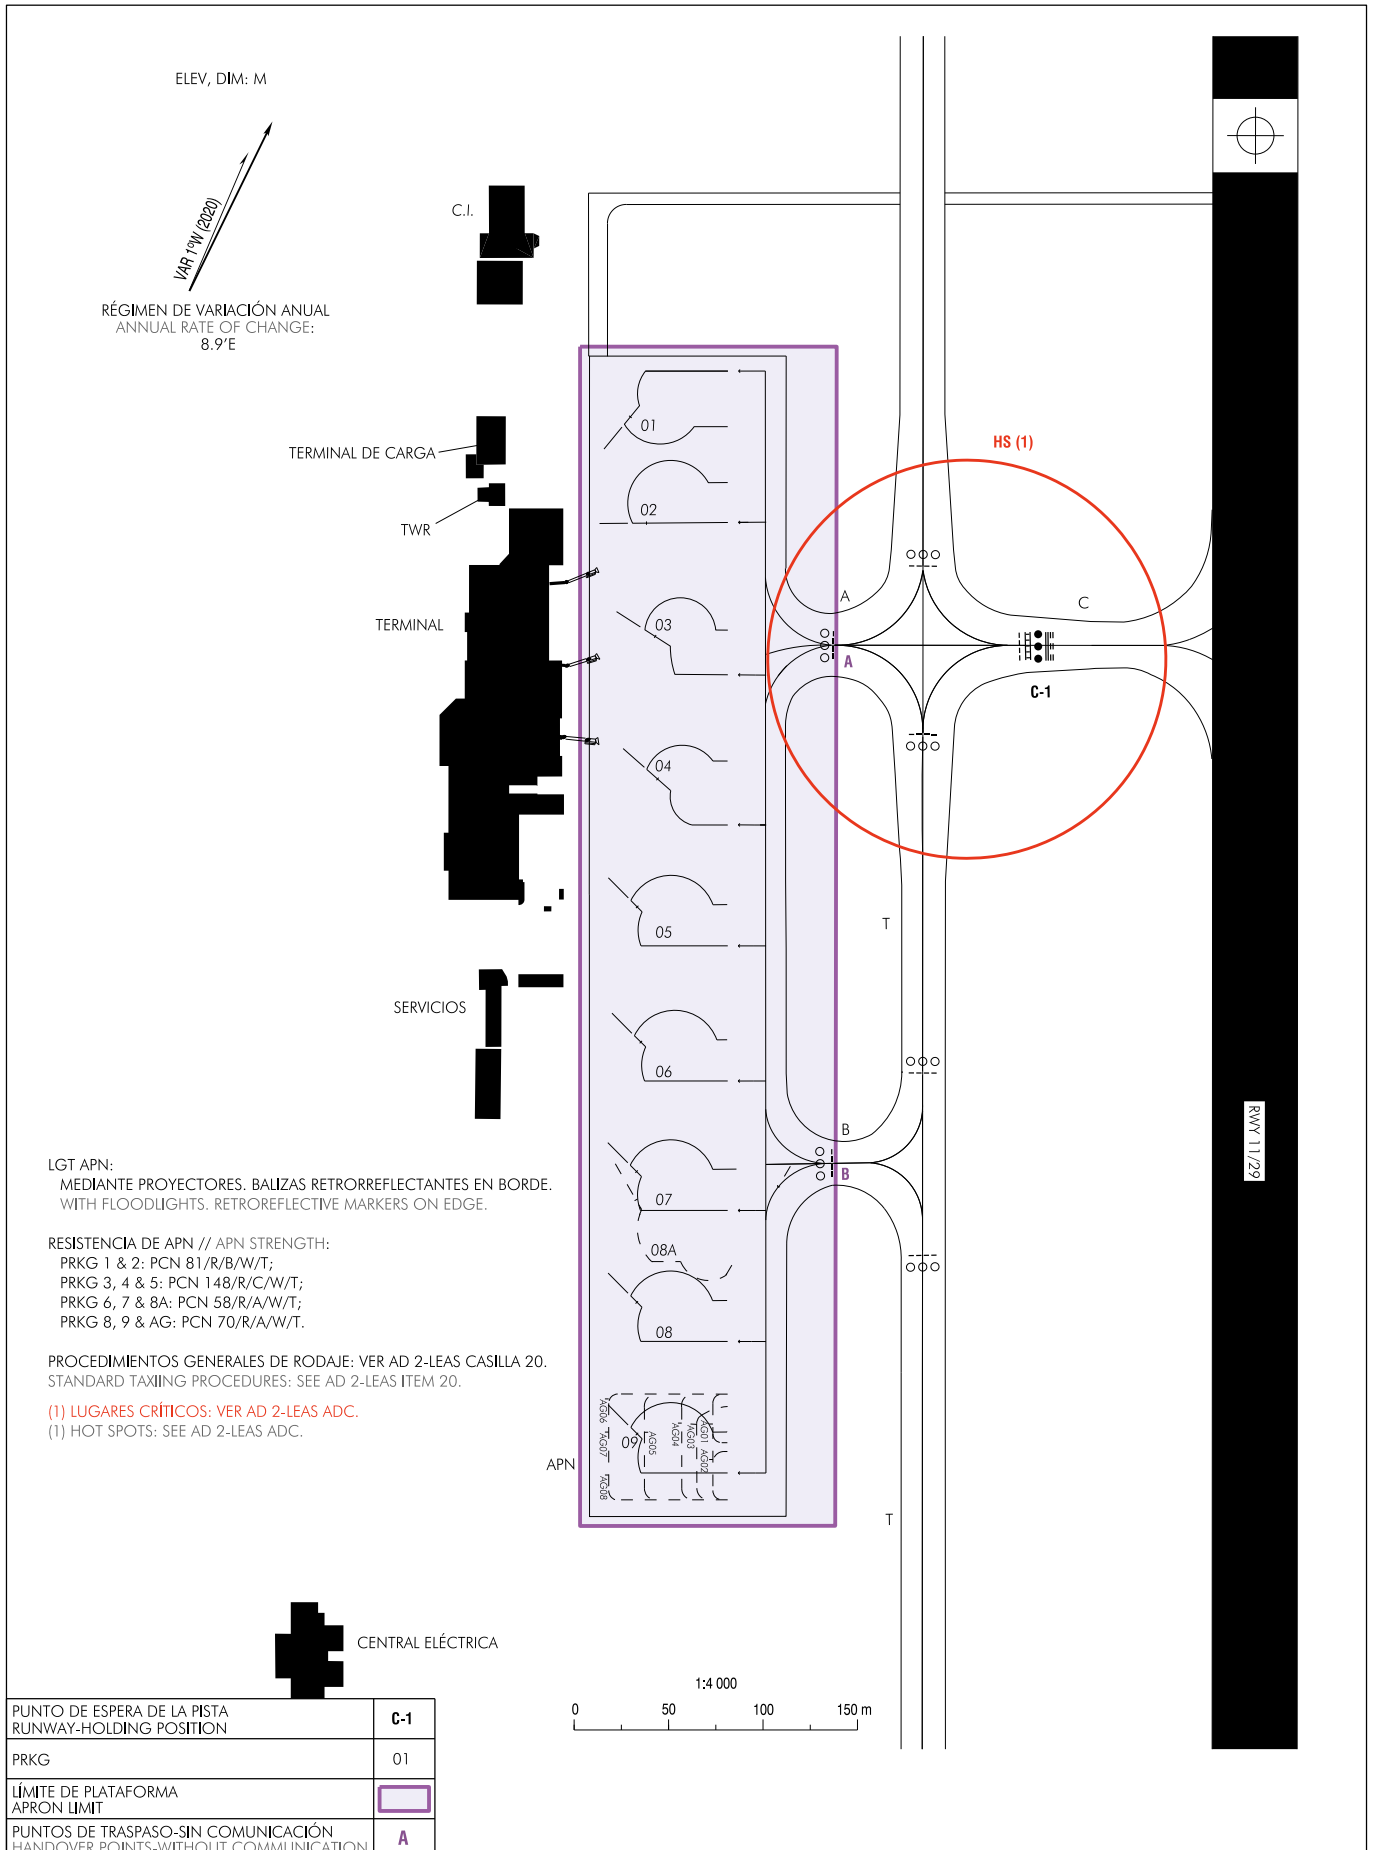 ELEV, DIM: M
VAR 1ºW (2020)
RÉGIMEN DE VARIACIÓN ANUAL
ANNUAL RATE OF CHANGE:
8.9'E
C.I.
TERMINAL DE CARGA
TWR
TERMINAL
SERVICIOS
01
02
03
04
05
06
07
08A
08
09
AG06
AG07
AG08
AG05
AG04
AG03
AG01
AG02
APN
HS (1)
A
C
A
C-1
T
B
B
T
RWY 11/29
LGT APN:
MEDIANTE PROYECTORES. BALIZAS RETRORREFLECTANTES EN BORDE.
WITH FLOODLIGHTS. RETROREFLECTIVE MARKERS ON EDGE.
RESISTENCIA DE APN // APN STRENGTH:
PRKG 1 & 2: PCN 81/R/B/W/T;
PRKG 3, 4 & 5: PCN 148/R/C/W/T;
PRKG 6, 7 & 8A: PCN 58/R/A/W/T;
PRKG 8, 9 & AG: PCN 70/R/A/W/T.
PROCEDIMIENTOS GENERALES DE RODAJE: VER AD 2-LEAS CASILLA 20.
STANDARD TAXIING PROCEDURES: SEE AD 2-LEAS ITEM 20.
(1) LUGARES CRÍTICOS: VER AD 2-LEAS ADC.
(1) HOT SPOTS: SEE AD 2-LEAS ADC.
CENTRAL ELÉCTRICA
1:4 000
0 50 100 150 m
PUNTO DE ESPERA DE LA PISTA
RUNWAY-HOLDING POSITION
C-1
PRKG
01
LÍMITE DE PLATAFORMA
APRON LIMIT
PUNTOS DE TRASPASO-SIN COMUNICACIÓN
HANDOVER POINTS-WITHOUT COMMUNICATION
A